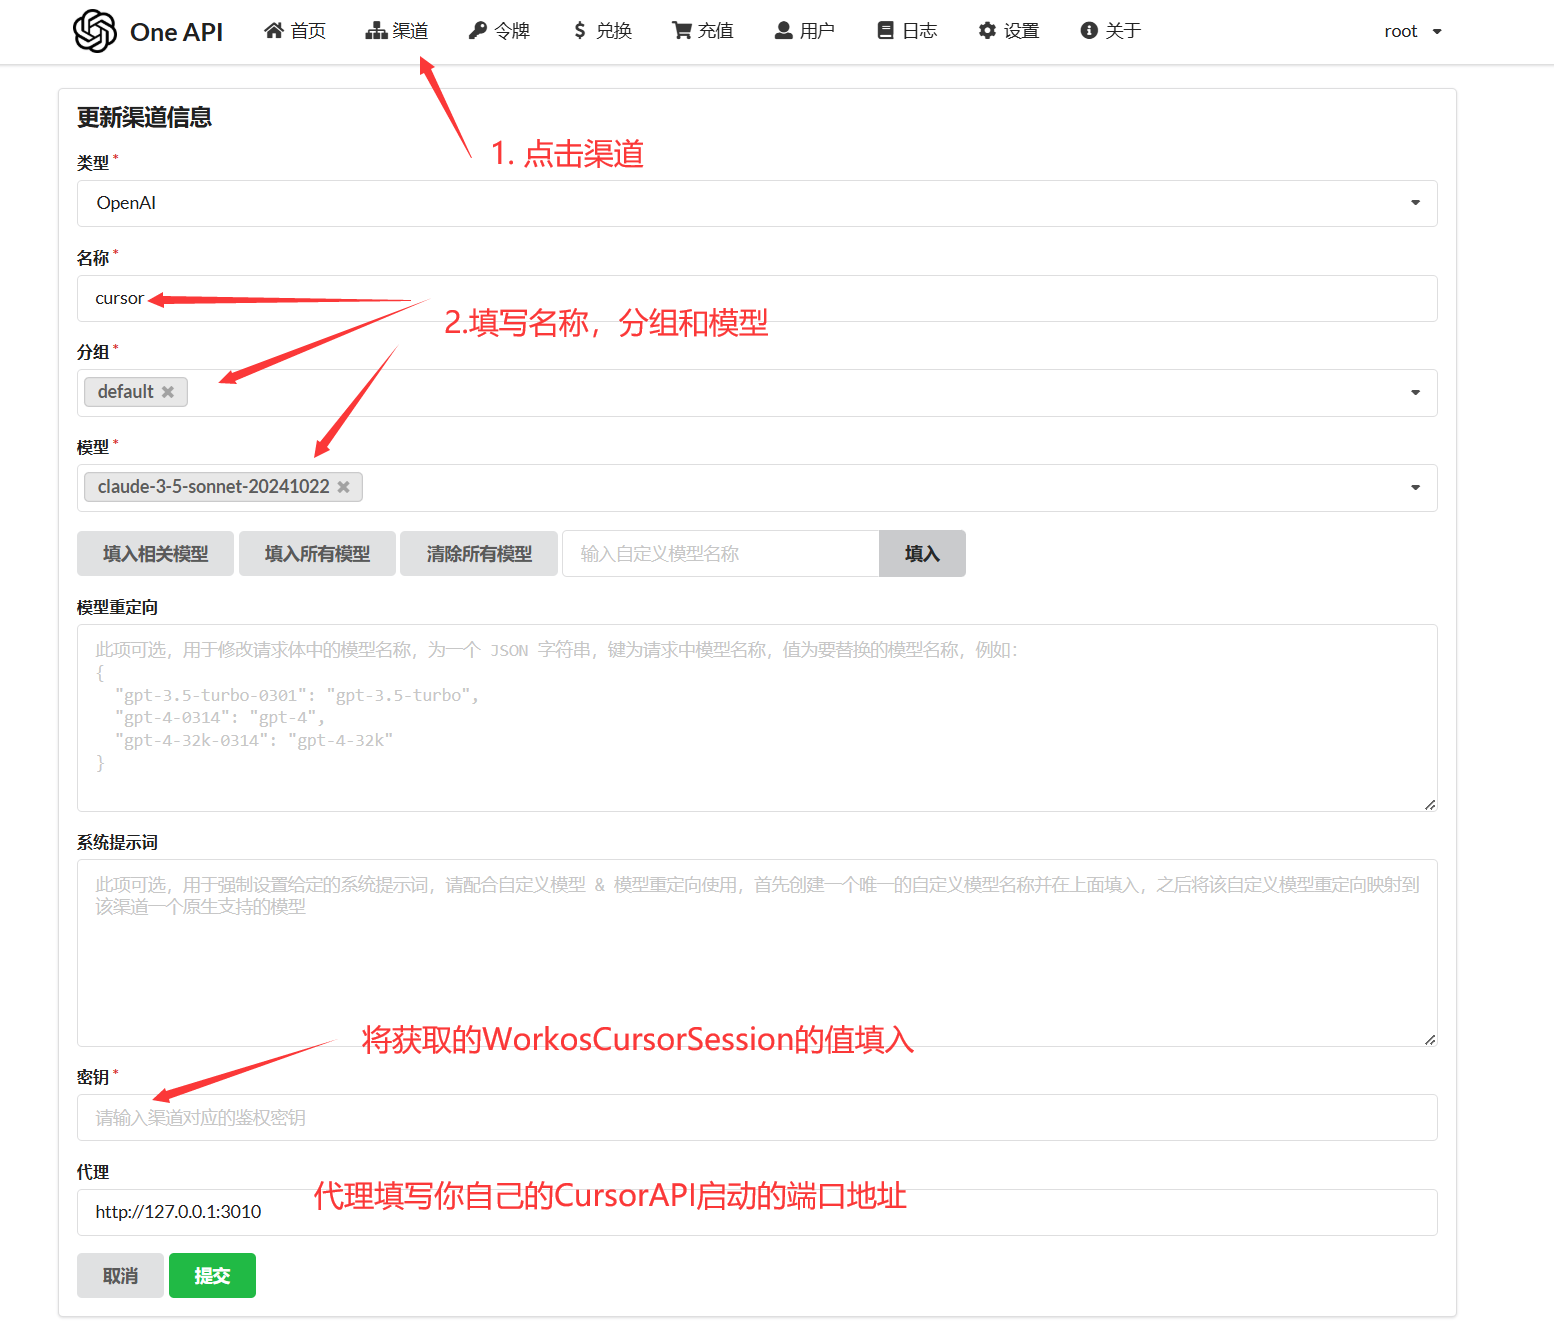 One API 首页 渠道 令牌 兑换 充值 用户 日志 设置 关于 root
更新渠道信息
1. 点击渠道
类型*
OpenAI
名称*
cursor
2.填写名称，分组和模型
分组*
default
模型*
claude-3-5-sonnet-20241022
填入相关模型 填入所有模型 清除所有模型 输入自定义模型名称 填入
模型重定向
此项可选，用于修改请求体中的模型名称，为一个 JSON 字符串，键为请求中模型名称，值为要替换的模型名称，例如：
{
"gpt-3.5-turbo-0301": "gpt-3.5-turbo",
"gpt-4-0314": "gpt-4",
"gpt-4-32k-0314": "gpt-4-32k"
}
系统提示词
此项可选，用于强制设置给定的系统提示词，请配合自定义模型 & 模型重定向使用，首先创建一个唯一的自定义模型名称并在上面填入，之后将该自定义模型重定向映射到
该渠道一个原生支持的模型
将获取的WorkosCursorSession的值填入
密钥*
请输入渠道对应的鉴权密钥
代理
代理填写你自己的CursorAPI启动的端口地址
http://127.0.0.1:3010
取消 提交